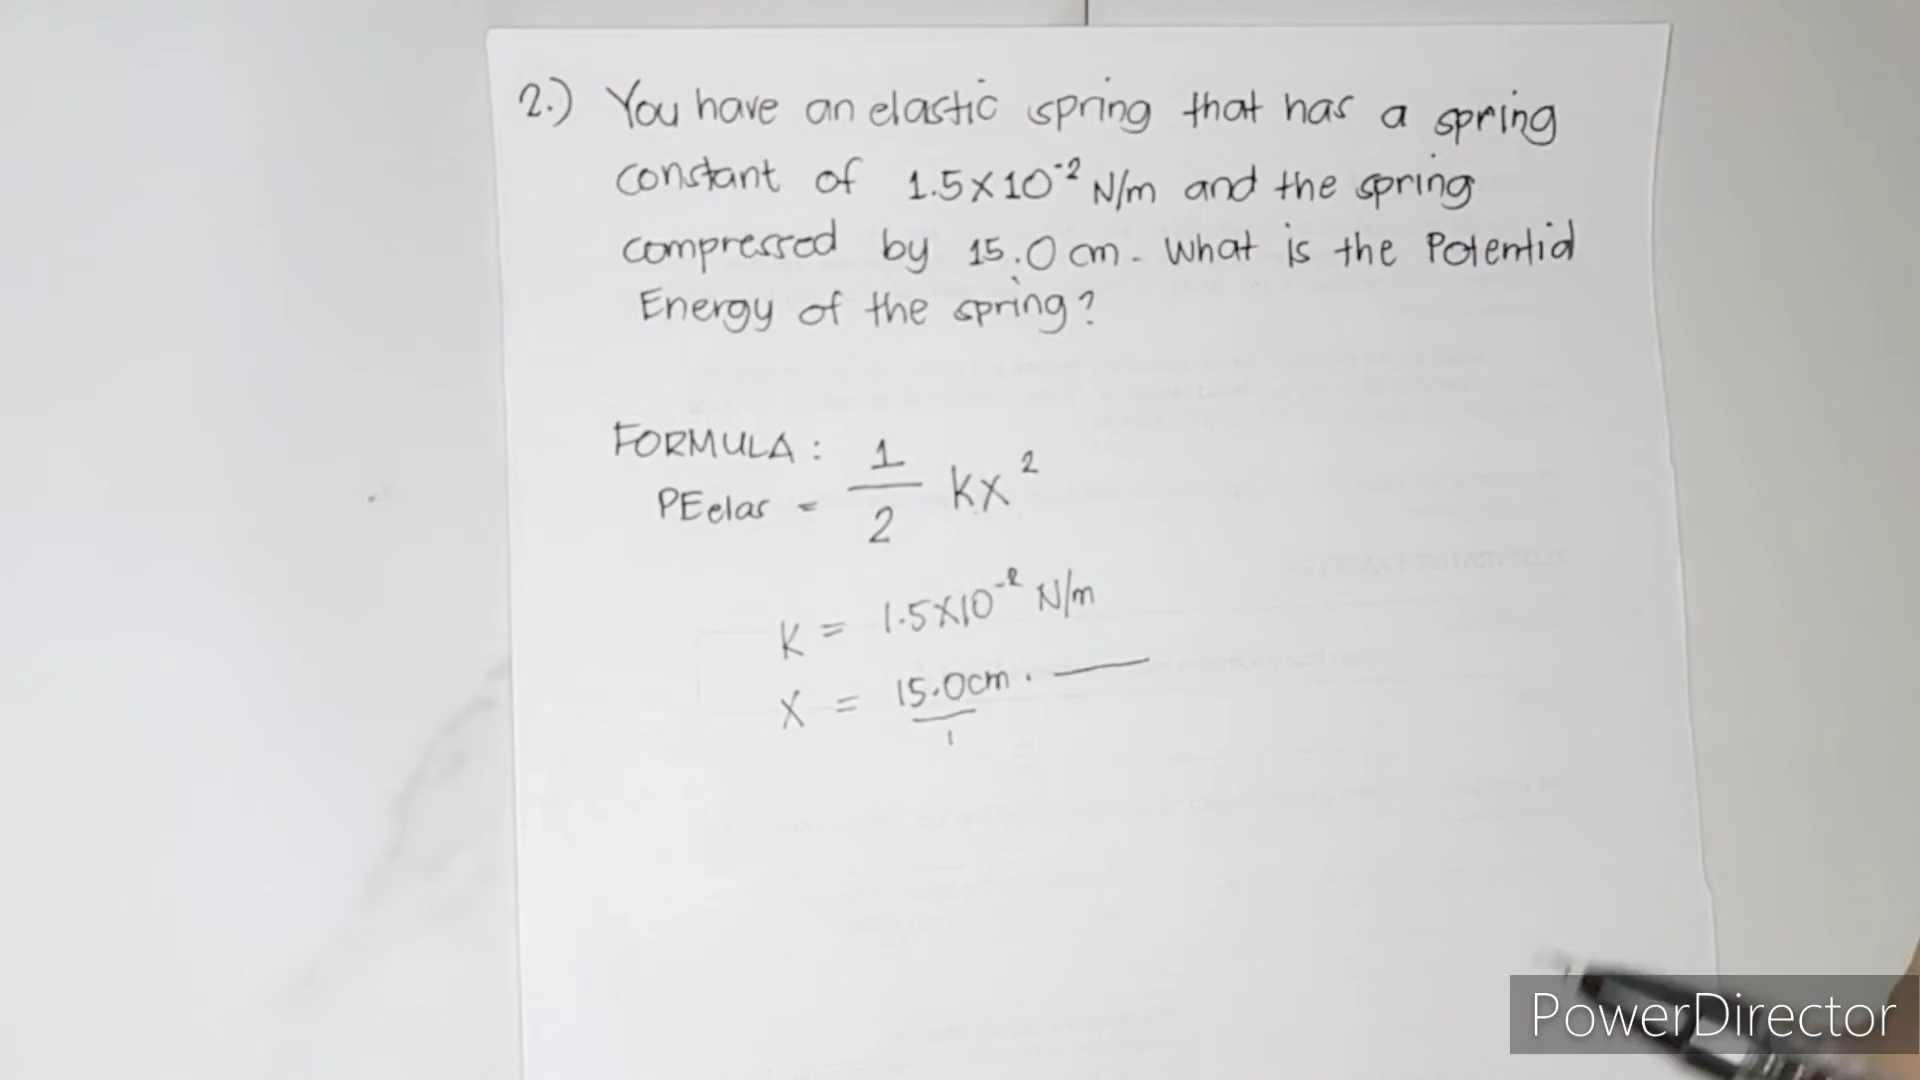 2.) You have an elastic spring that has a spring
constant of 1.5X10⁻² N/m and the spring
compressed by 15.0 cm. What is the Potential
Energy of the spring?
FORMULA: 1
PEelas = — kx²
2
K = 1.5X10⁻² N/m
X = 15.0cm . —
1
PowerDirector